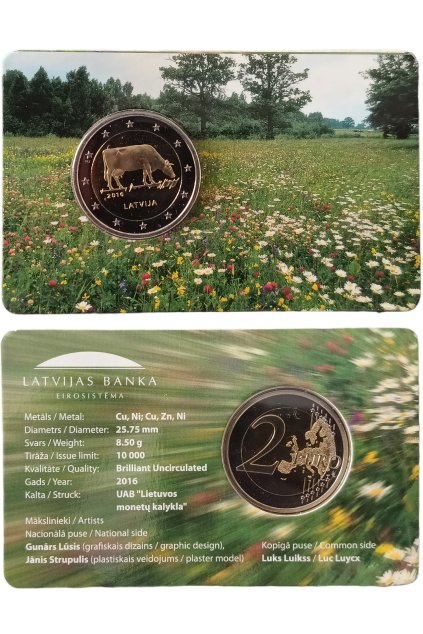 2016
LATVIJA
LATVIJAS BANKA
EIROSISTĒMA
Metāls / Metal: Cu, Ni; Cu, Zn, Ni
Diametrs / Diameter: 25.75 mm
Svars / Weight: 8.50 g
Tirāža / Issue limit: 10 000
Kvalitāte / Quality: Brilliant Uncirculated
Gads / Year: 2016
Kalta / Struck: UAB "Lietuvos
monetų kalykla"
Mākslinieki / Artists
Nacionālā puse / National side
Gunārs Lūsis (grafiskais dizains / graphic design),
Jānis Strupulis (plastiskais veidojums / plaster model)
Kopīgā puse / Common side
Luks Luikss / Luc Luycx
2 EURO